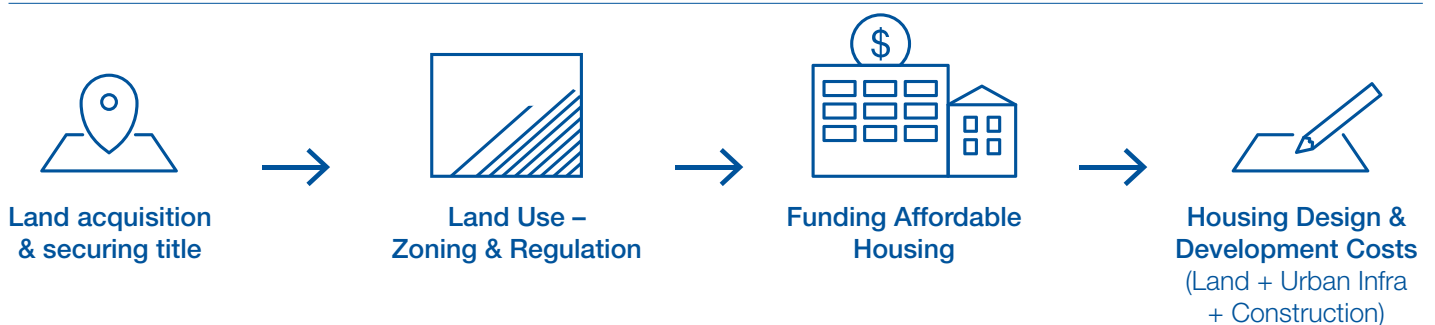 $
Land acquisition
& securing title
Land Use –
Zoning & Regulation
Funding Affordable
Housing
Housing Design &
Development Costs
(Land + Urban Infra
+ Construction)